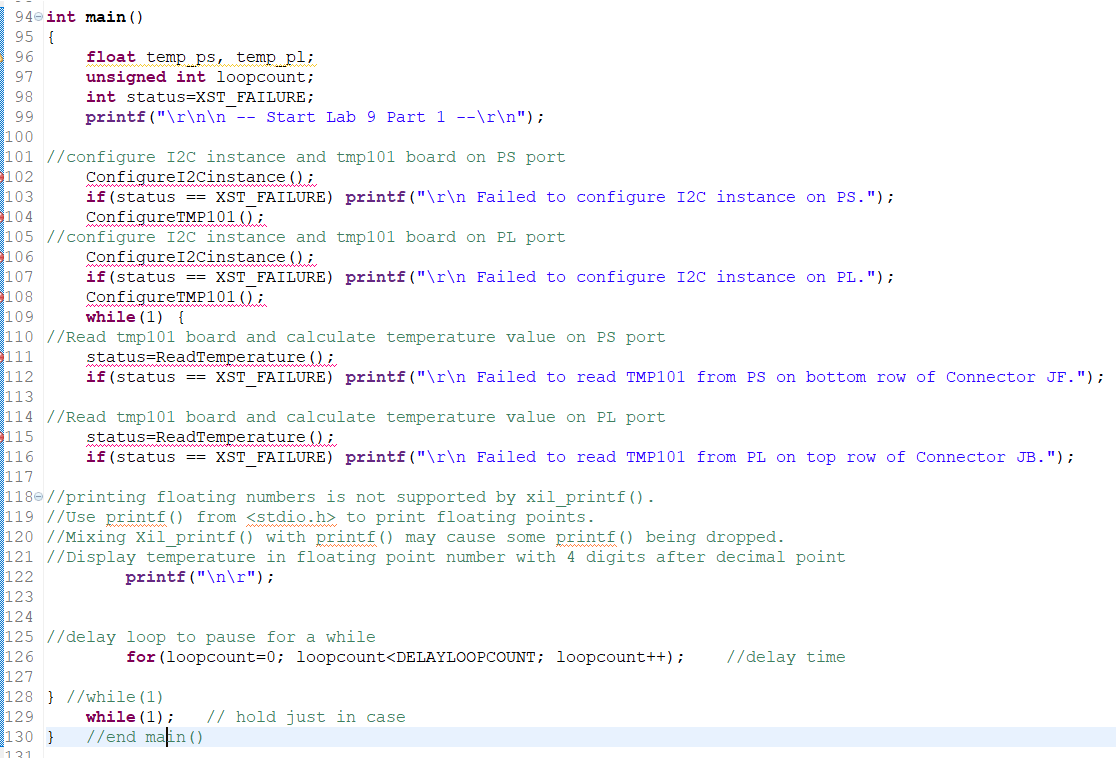 94 int main()
95 {
96 float temp_ps, temp_pl;
97 unsigned int loopcount;
98 int status=XST_FAILURE;
99 printf("\r\n\n -- Start Lab 9 Part 1 --\r\n");
100
101 //configure I2C instance and tmp101 board on PS port
102 ConfigureI2Cinstance();
103 if(status == XST_FAILURE) printf("\r\n Failed to configure I2C instance on PS.");
104 ConfigureTMP101();
105 //configure I2C instance and tmp101 board on PL port
106 ConfigureI2Cinstance();
107 if(status == XST_FAILURE) printf("\r\n Failed to configure I2C instance on PL.");
108 ConfigureTMP101();
109 while(1) {
110 //Read tmp101 board and calculate temperature value on PS port
111 status=ReadTemperature();
112 if(status == XST_FAILURE) printf("\r\n Failed to read TMP101 from PS on bottom row of Connector JF.");
113
114 //Read tmp101 board and calculate temperature value on PL port
115 status=ReadTemperature();
116 if(status == XST_FAILURE) printf("\r\n Failed to read TMP101 from PL on top row of Connector JB.");
117
118 //printing floating numbers is not supported by xil_printf().
119 //Use printf() from <stdio.h> to print floating points.
120 //Mixing Xil_printf() with printf() may cause some printf() being dropped.
121 //Display temperature in floating point number with 4 digits after decimal point
122 printf("\n\r");
123
124
125 //delay loop to pause for a while
126 for(loopcount=0; loopcount<DELAYLOOPCOUNT; loopcount++); //delay time
127
128 } //while(1)
129 while(1); // hold just in case
130 } //end main()
131